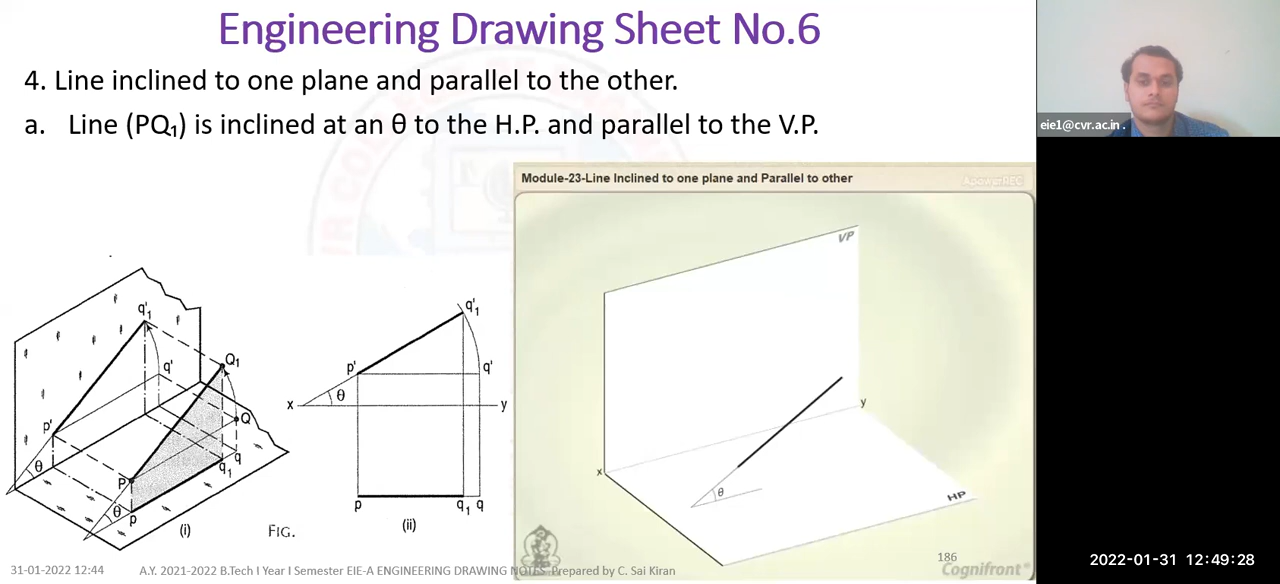 Engineering Drawing Sheet No.6
4. Line inclined to one plane and parallel to the other.
a. Line (PQ₁) is inclined at an θ to the H.P. and parallel to the V.P.
eie1@cvr.ac.in .
Module-23-Line Inclined to one plane and Parallel to other
ApowerREC
VP
y
x
θ
HP
q'₁
Q₁
q'
p'
Q
θ
P
q₁ q
θ
p
(i)
FIG.
q'₁
p'
q'
θ
x
y
p
q₁ q
(ii)
31-01-2022 12:44
A.Y. 2021-2022 B.Tech I Year I Semester EIE-A ENGINEERING DRAWING NOTES Prepared by C. Sai Kiran
186
Cognifront
2022-01-31 12:49:28